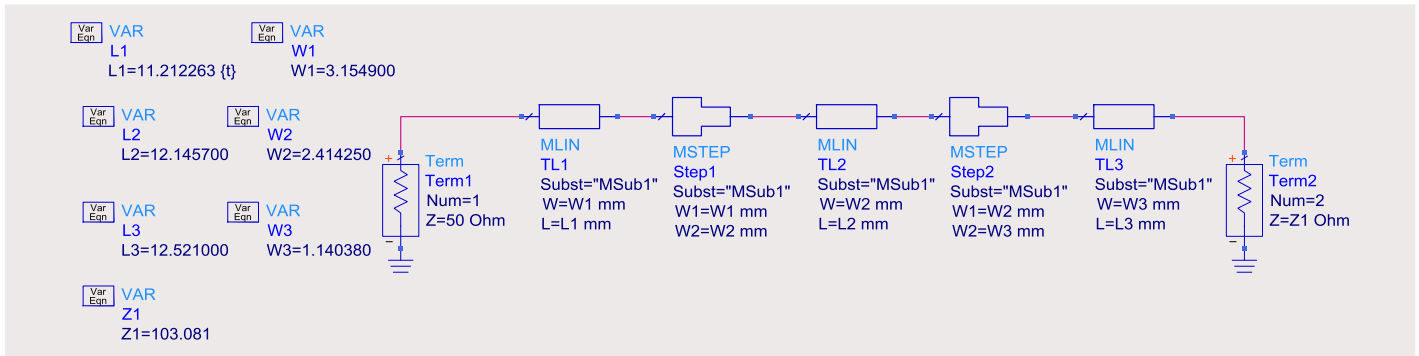 Var
Eqn
VAR
L1
L1=11.212263 {t}
Var
Eqn
VAR
W1
W1=3.154900
Var
Eqn
VAR
L2
L2=12.145700
Var
Eqn
VAR
W2
W2=2.414250
Var
Eqn
VAR
L3
L3=12.521000
Var
Eqn
VAR
W3
W3=1.140380
Var
Eqn
VAR
Z1
Z1=103.081
+
-
Term
Term1
Num=1
Z=50 Ohm
MLIN
TL1
Subst="MSub1"
W=W1 mm
L=L1 mm
MSTEP
Step1
Subst="MSub1"
W1=W1 mm
W2=W2 mm
MLIN
TL2
Subst="MSub1"
W=W2 mm
L=L2 mm
MSTEP
Step2
Subst="MSub1"
W1=W2 mm
W2=W3 mm
MLIN
TL3
Subst="MSub1"
W=W3 mm
L=L3 mm
+
-
Term
Term2
Num=2
Z=Z1 Ohm